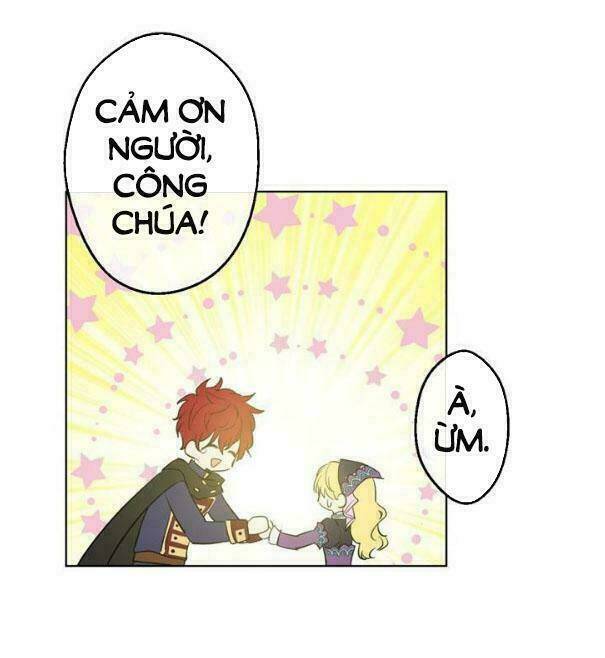 CẢM ƠN
NGƯỜI,
CÔNG
CHÚA!
À,
ỪM.